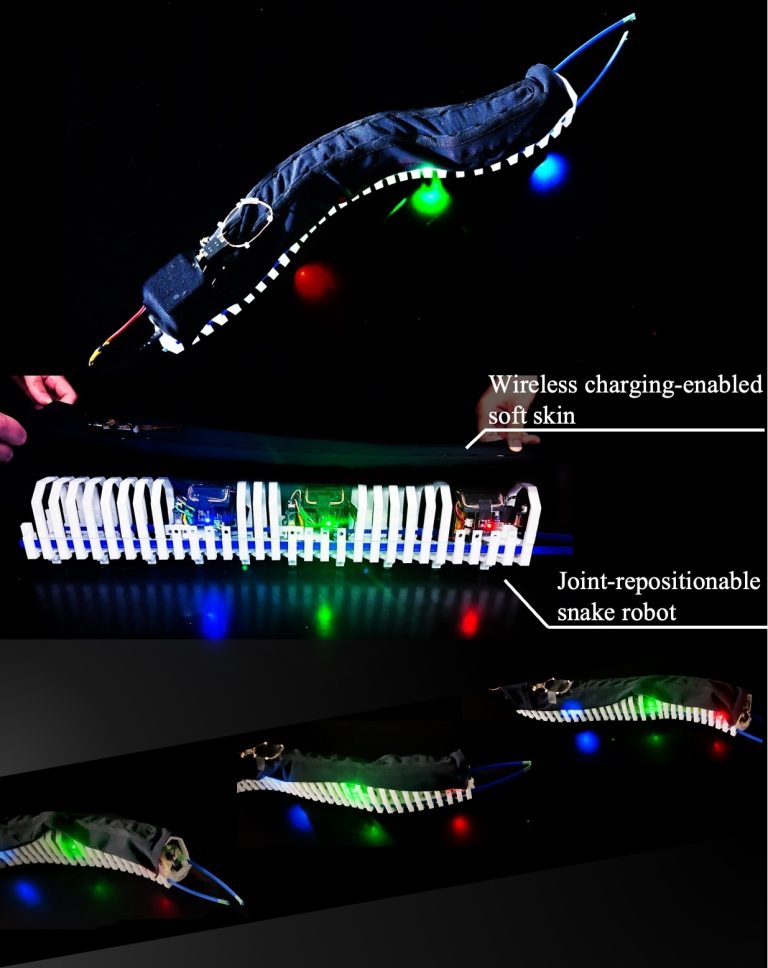 Wireless charging-enabled
soft skin
Joint-repositionable
snake robot